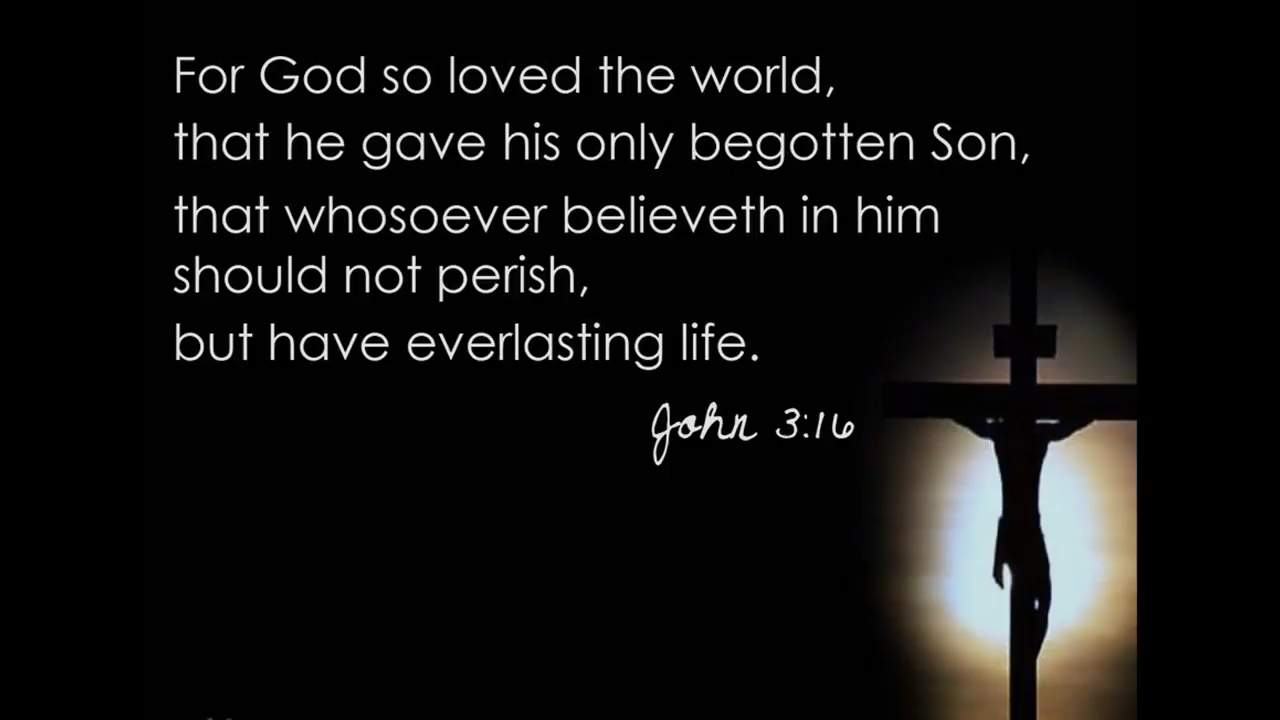 For God so loved the world,
that he gave his only begotten Son,
that whosoever believeth in him
should not perish,
but have everlasting life.
John 3:16